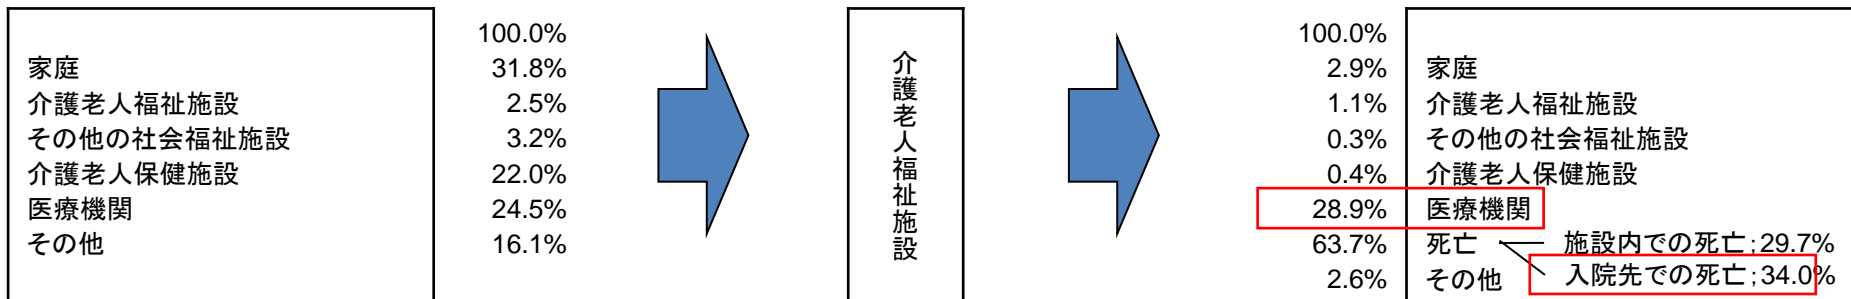 100.0%
家庭 31.8%
介護老人福祉施設 2.5%
その他の社会福祉施設 3.2%
介護老人保健施設 22.0%
医療機関 24.5%
その他 16.1%
介護老人福祉施設
100.0%
2.9% 家庭
1.1% 介護老人福祉施設
0.3% その他の社会福祉施設
0.4% 介護老人保健施設
28.9% 医療機関
63.7% 死亡 施設内での死亡;29.7%
2.6% その他 入院先での死亡;34.0%